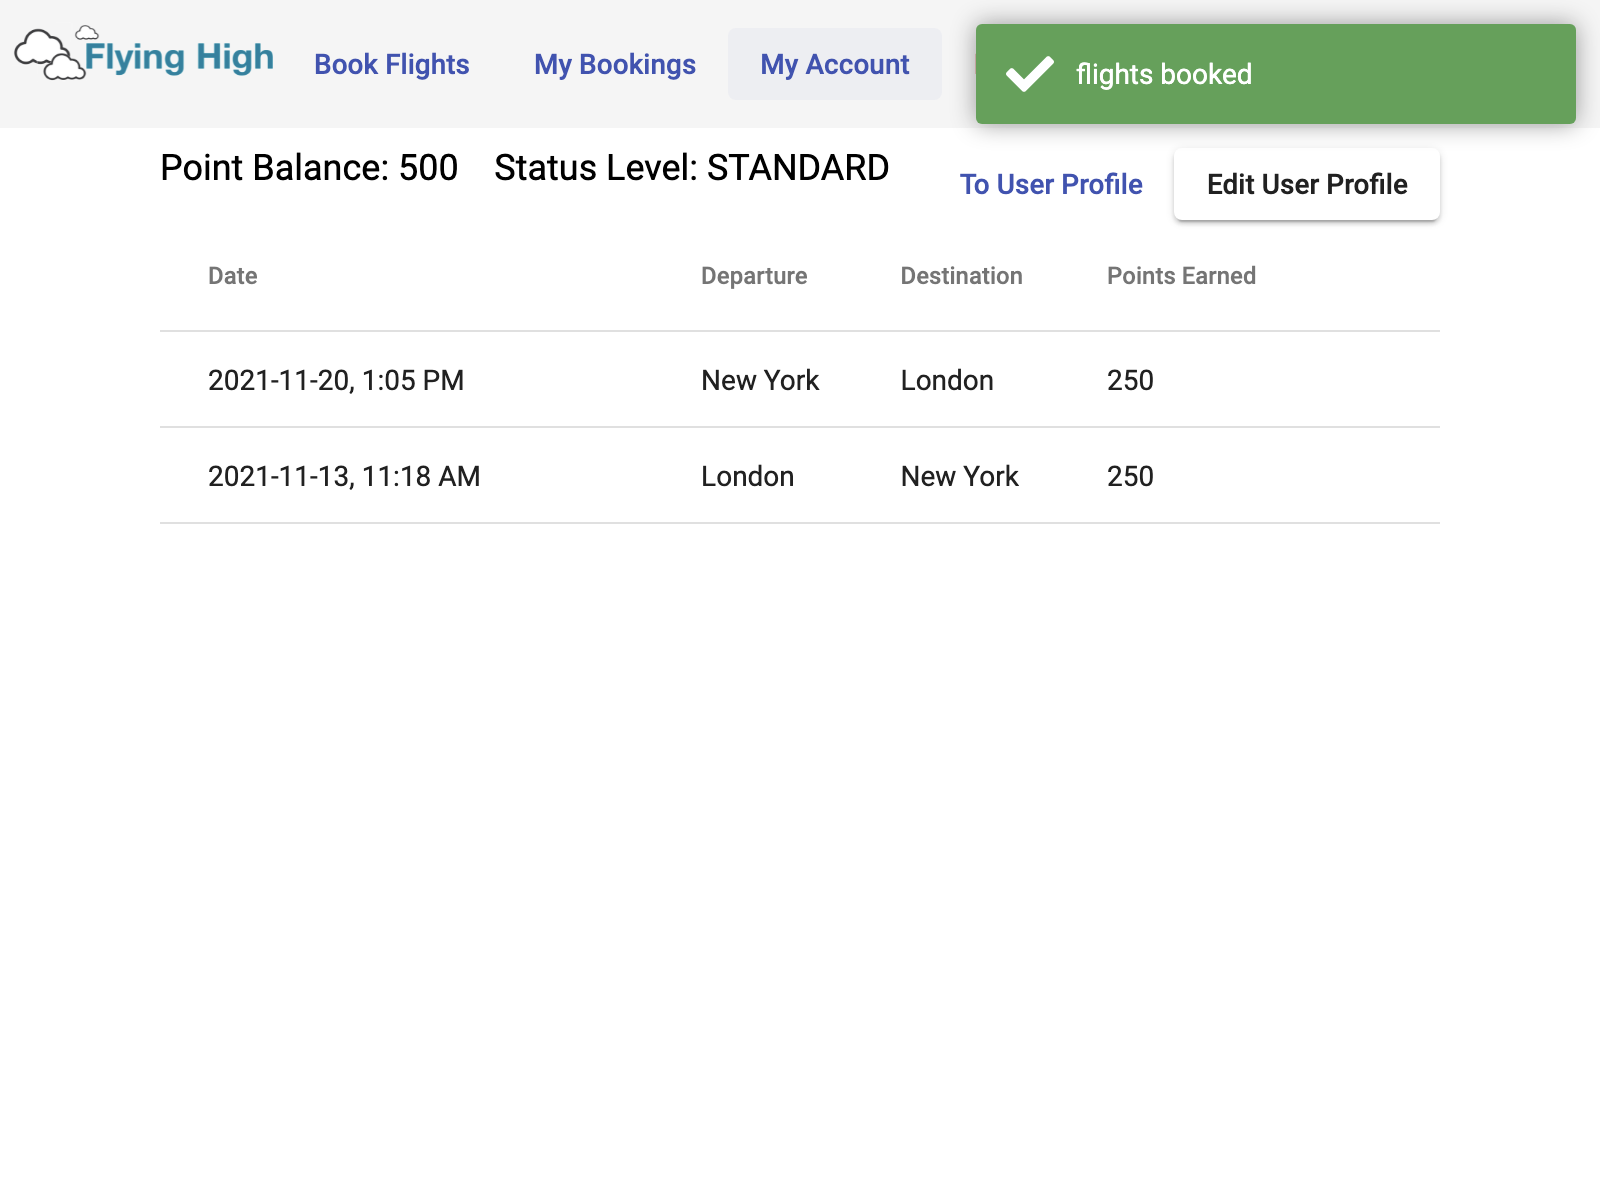 Flying High
Book Flights
My Bookings
My Account
flights booked
Point Balance: 500 Status Level: STANDARD
To User Profile
Edit User Profile
Date Departure Destination Points Earned
2021-11-20, 1:05 PM New York London 250
2021-11-13, 11:18 AM London New York 250